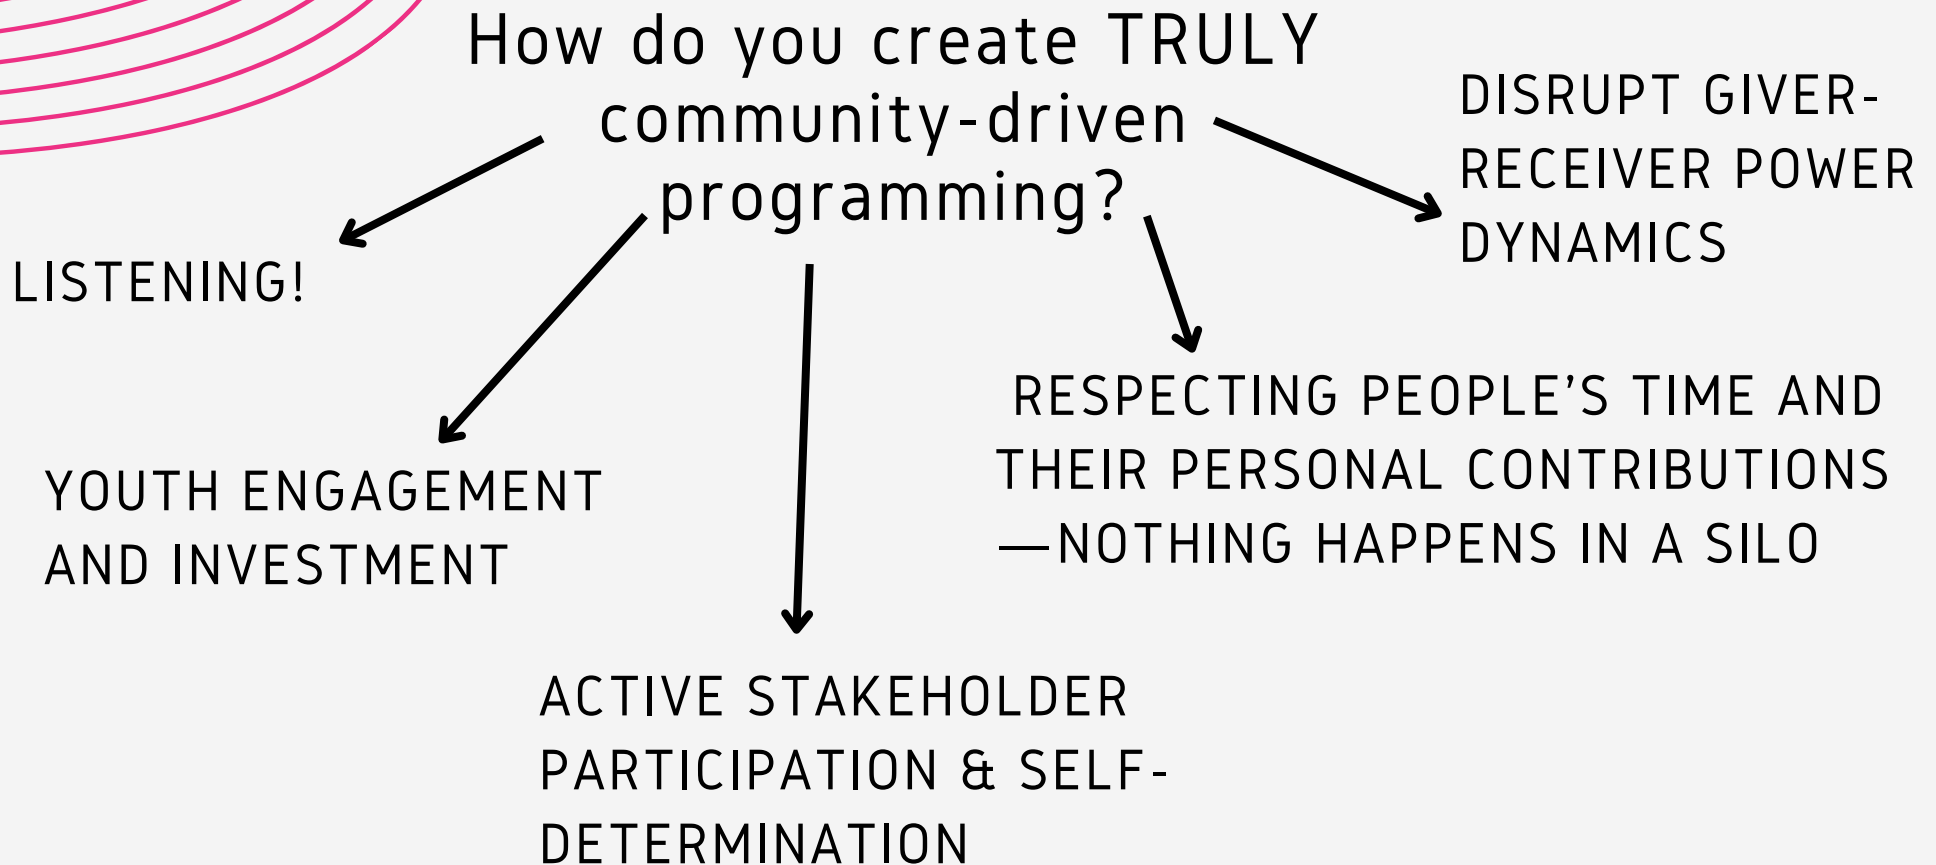 How do you create TRULY
community-driven
programming?
LISTENING!
YOUTH ENGAGEMENT
AND INVESTMENT
ACTIVE STAKEHOLDER
PARTICIPATION & SELF-
DETERMINATION
RESPECTING PEOPLE’S TIME AND
THEIR PERSONAL CONTRIBUTIONS
—NOTHING HAPPENS IN A SILO
DISRUPT GIVER-
RECEIVER POWER
DYNAMICS